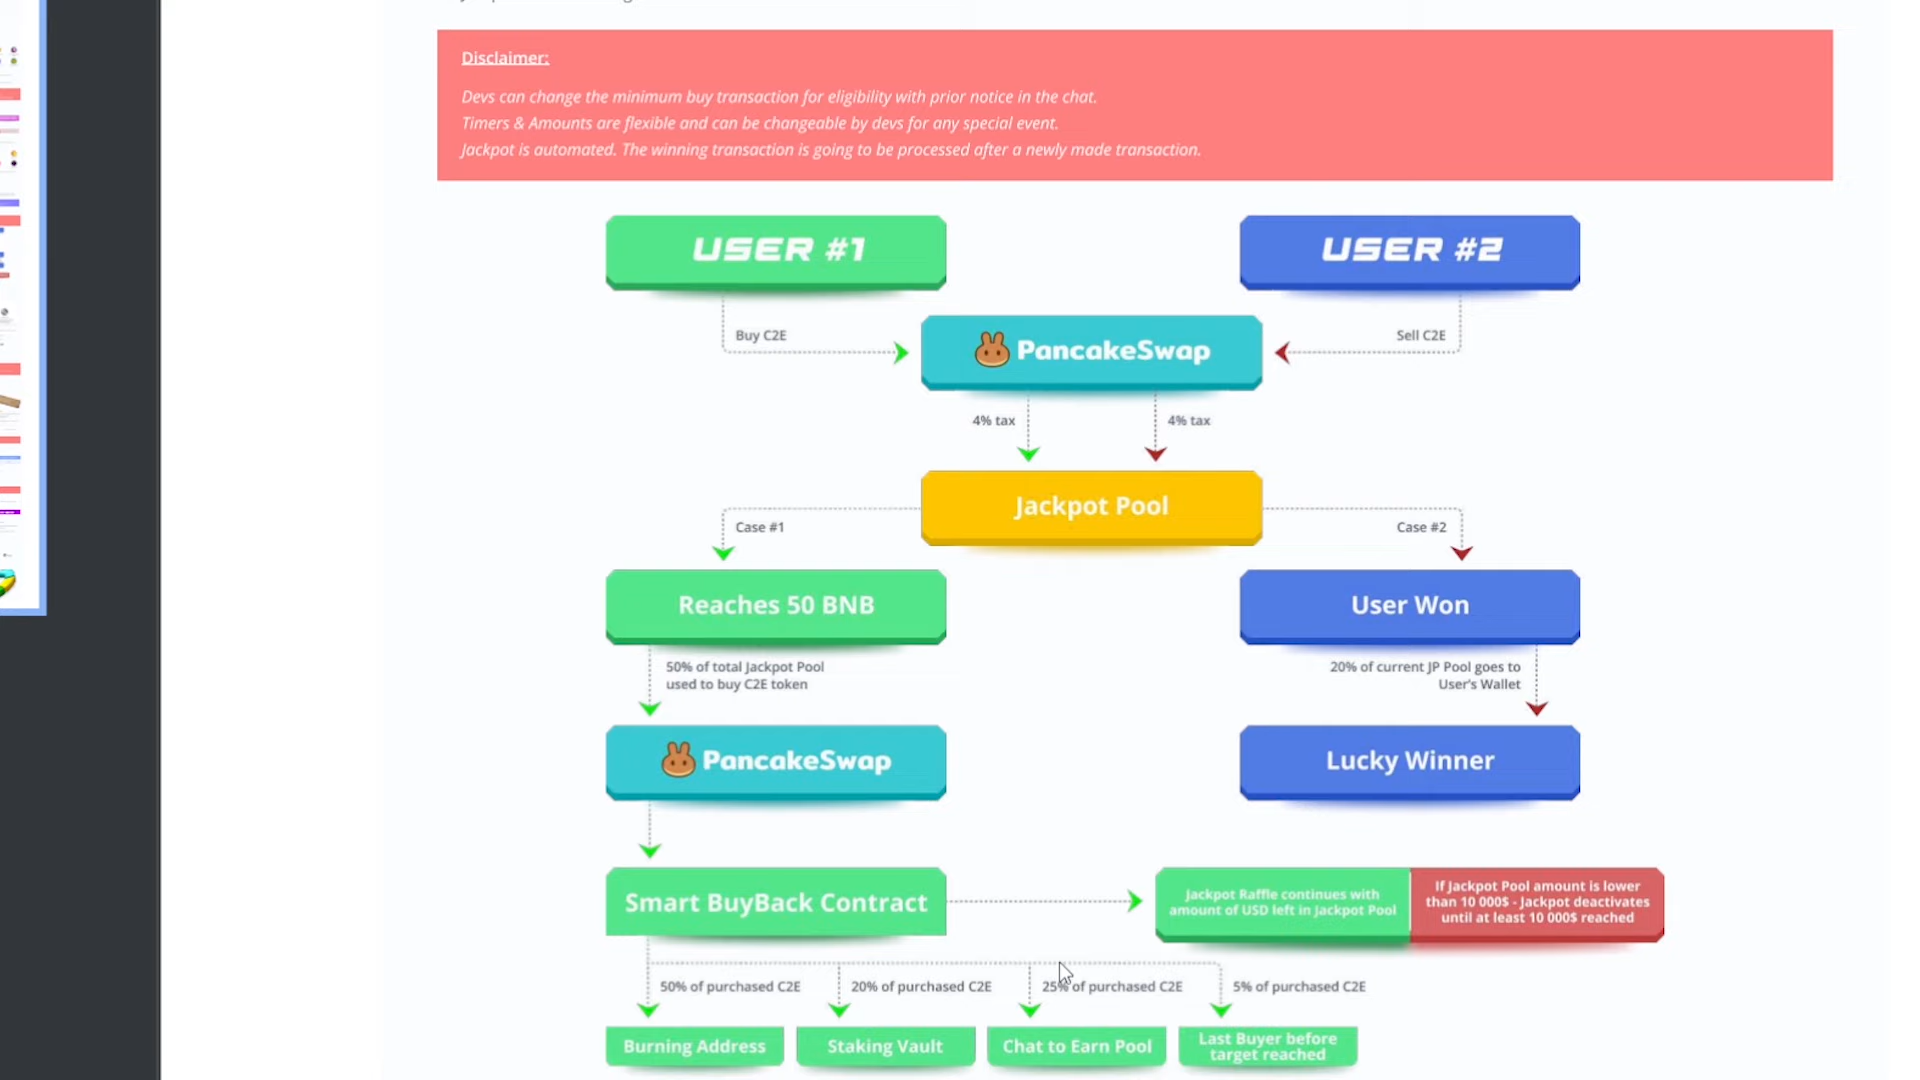 Disclaimer:
Devs can change the minimum buy transaction for eligibility with prior notice in the chat.
Timers & Amounts are flexible and can be changeable by devs for any special event.
Jackpot is automated. The winning transaction is going to be processed after a newly made transaction.
USER #1
USER #2
Buy C2E
PancakeSwap
Sell C2E
4% tax
4% tax
Jackpot Pool
Case #1
Case #2
Reaches 50 BNB
User Won
50% of total Jackpot Pool
used to buy C2E token
20% of current JP Pool goes to
User's Wallet
PancakeSwap
Lucky Winner
Smart BuyBack Contract
Jackpot Raffle continues with
amount of USD left in Jackpot Pool
If Jackpot Pool amount is lower
than 10 000$ - Jackpot deactivates
until at least 10 000$ reached
50% of purchased C2E
20% of purchased C2E
25% of purchased C2E
5% of purchased C2E
Burning Address
Staking Vault
Chat to Earn Pool
Last Buyer before
target reached